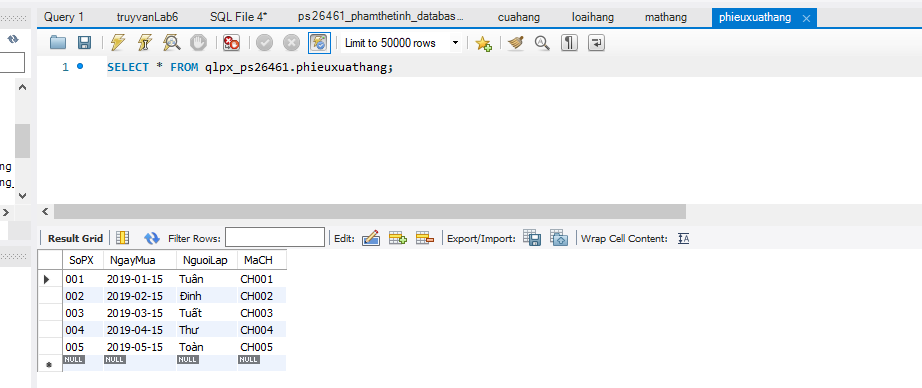 Query 1 truyvanLab6 SQL File 4* ps26461_phamthetinh_databas... cuahang loaihang mathang phieuxuathang
Limit to 50000 rows
1 SELECT * FROM qlpx_ps26461.phieuxuathang;
ng
ng_
Result Grid Filter Rows: Edit: Export/Import: Wrap Cell Content: IA
SoPX NgayMua NguoiLap MaCH
001 2019-01-15 Tuân CH001
002 2019-02-15 Đinh CH002
003 2019-03-15 Tuất CH003
004 2019-04-15 Thư CH004
005 2019-05-15 Toàn CH005
NULL NULL NULL NULL